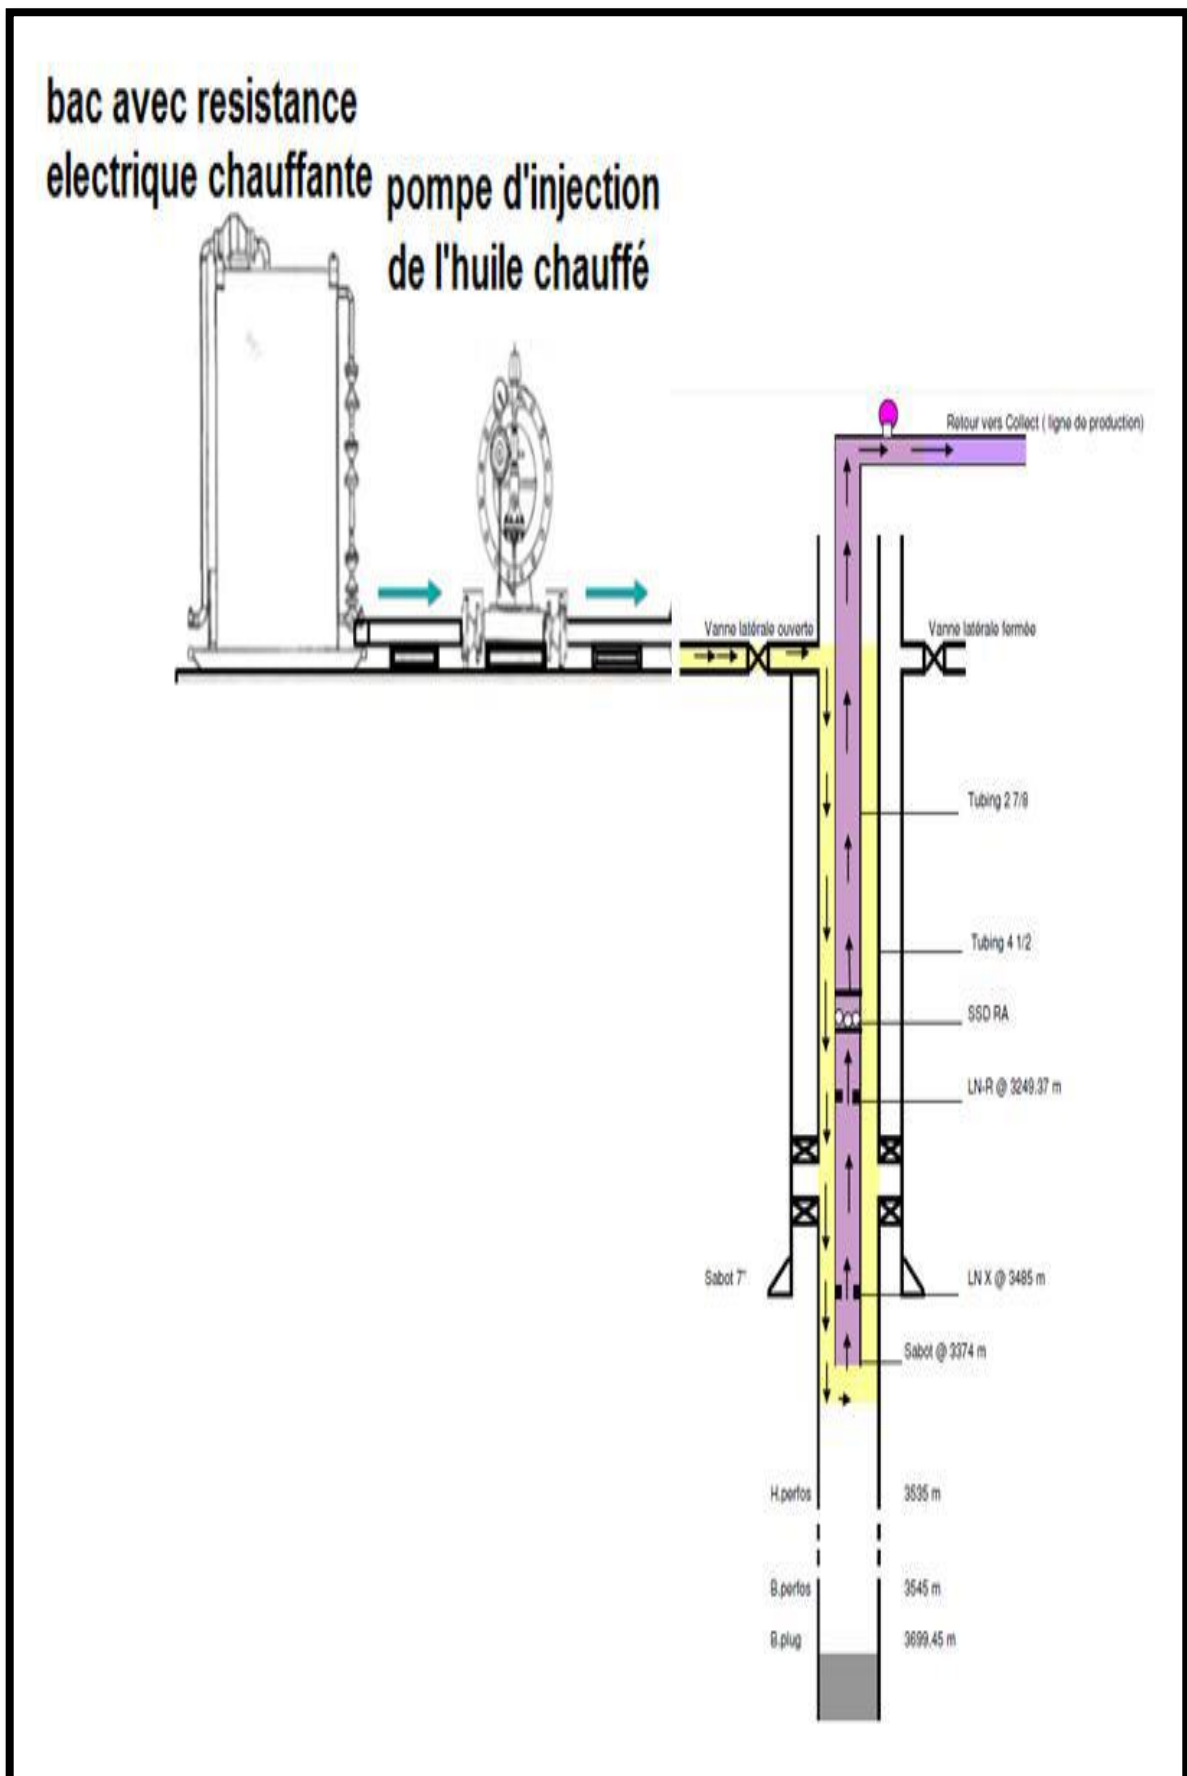 bac avec resistance
electrique chauffante
pompe d'injection
de l'huile chauffé
Retour vers Collect ( ligne de production)
Vanne latérale ouverte
Vanne latérale fermée
Tubing 2 7/8
Tubing 4 1/2
SSD RA
LN-R @ 3249.37 m
Sabot 7"
LN X @ 3485 m
Sabot @ 3374 m
H.perfos 3535 m
B.perfos 3545 m
B.plug 3699.45 m